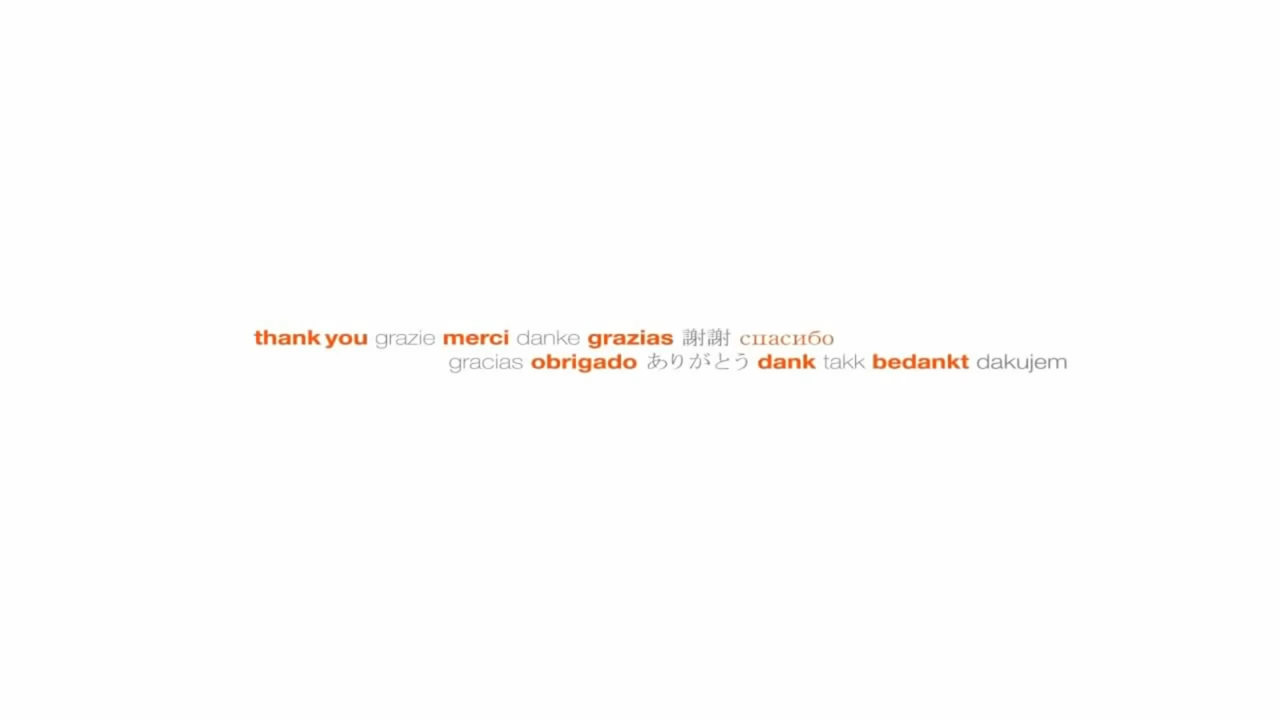 thank you grazie merci danke grazias 謝謝 спасибо
gracias obrigado ありがとう dank takk bedankt dakujem